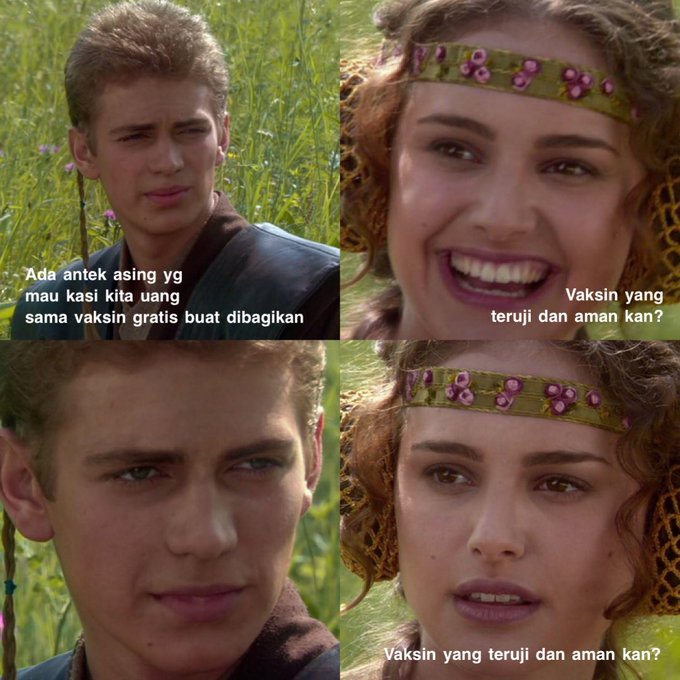 Ada antek asing yg
mau kasi kita uang
sama vaksin gratis buat dibagikan
Vaksin yang
teruji dan aman kan?
Vaksin yang teruji dan aman kan?